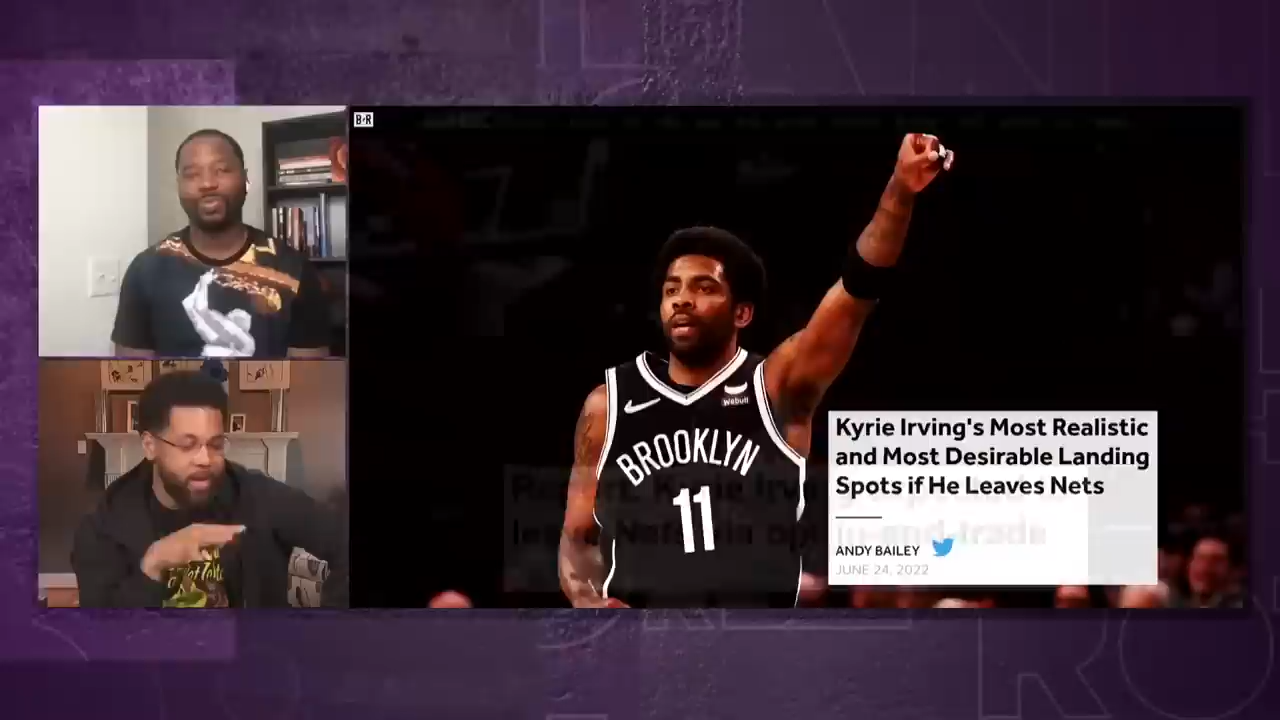 B/R
Webull
BROOKLYN
11
Kyrie Irving's Most Realistic
and Most Desirable Landing
Spots if He Leaves Nets
ANDY BAILEY
JUNE 24, 2022